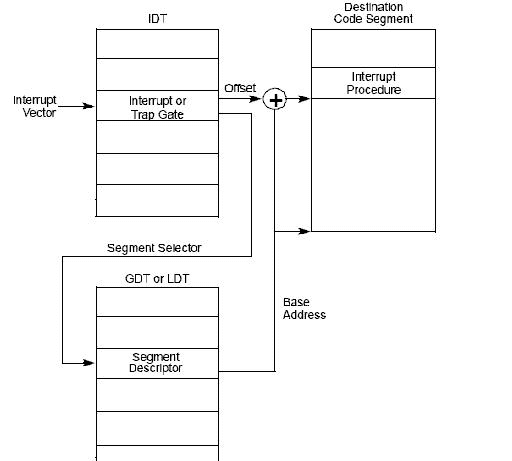 IDT
Destination
Code Segment
Interrupt
Vector
Interrupt or
Trap Gate
Offset
+
Interrupt
Procedure
Segment Selector
GDT or LDT
Base
Address
Segment
Descriptor